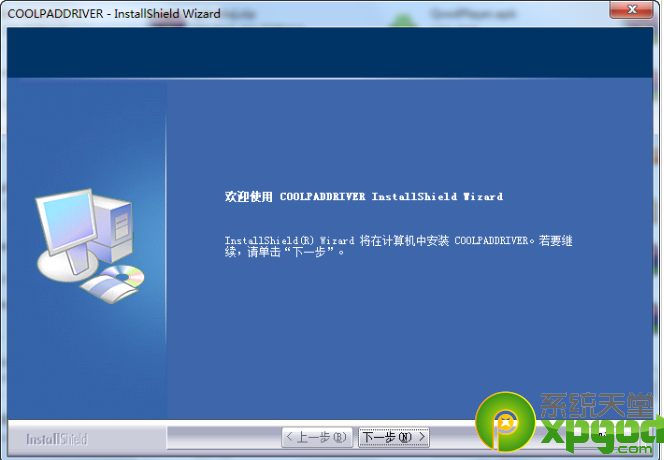 COOLPADDRIVER - InstallShield Wizard
欢迎使用 COOLPADDRIVER InstallShield Wizard
InstallShield(R) Wizard 将在计算机中安装 COOLPADDRIVER。若要继
续，请单击“下一步”。
InstallShield
< 上一步(B)
下一步(N) >
系统天堂
xpgod
.com